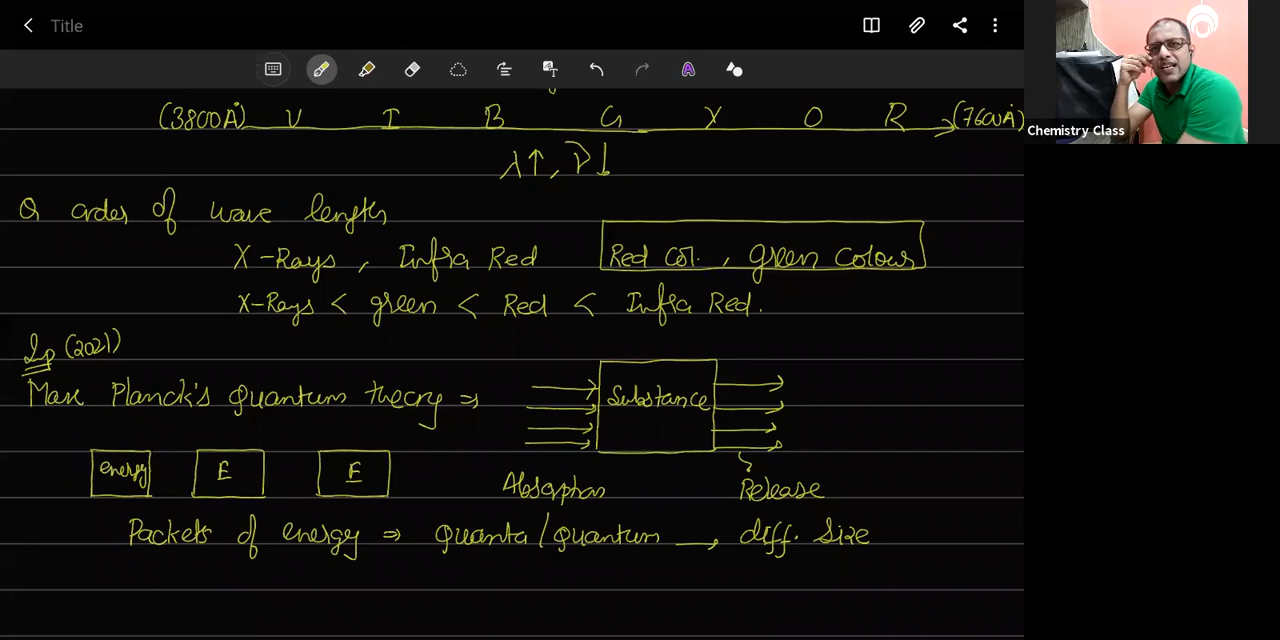 Title
(3800Å) V I B G Y O R (7600Å)
Chemistry Class
λ↑, ν↓
Q order of wave length
X-Rays, Infra Red Red Col., green Colour
X-Rays < green < Red < Infra Red.
Imp (2021)
Max Planck's Quantum theory ⇒
Substance
energy E E
Absorption Release
Packets of energy ⇒ Quanta/Quantum → diff. Size